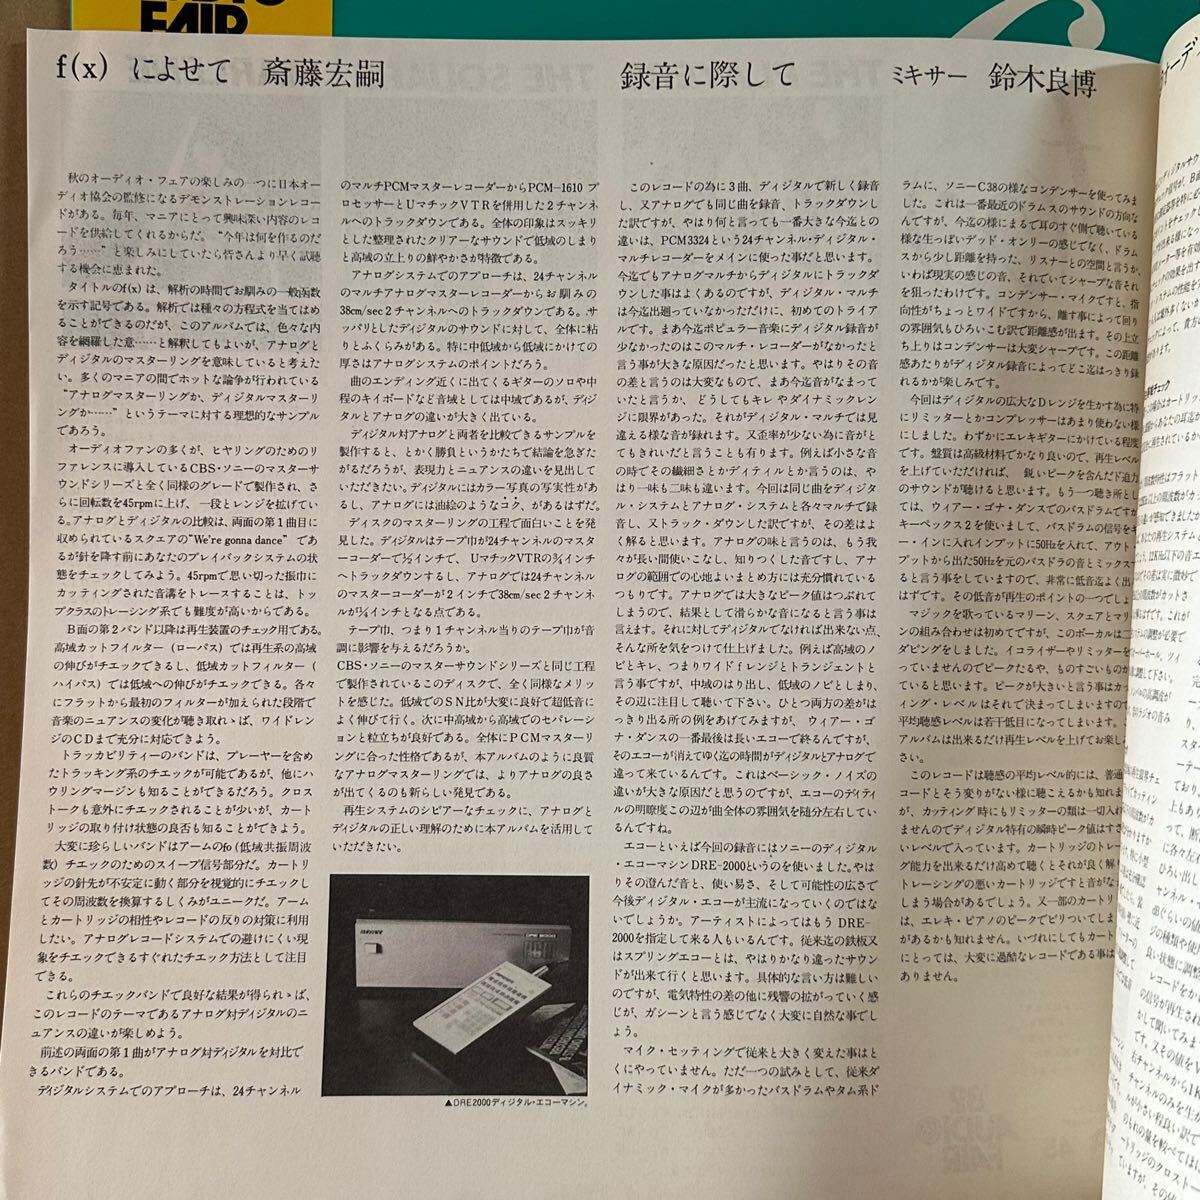 FAIR
f(x) によせて 斎藤宏嗣
秋のオーディオ・フェアの楽しみの一つに日本オー
ディオ協会の監修になるデモンストレーションレコ
ードがある。毎年、マニアにとって興味深い内容のレコ
ードを供給してくれるからだ。“今年は何を作るのだ
ろう……”と楽しみにしていたら皆さんより早く試聴
する機会に恵まれた。
タイトルのf(x)は、解析の時間でお馴みの一般函数
を示す記号である。解析では種々の方程式を当てはめ
ることができるのだが、このアルバムでは、色々な内
容を網羅した意……と解釈してもよいが、アナログと
ディジタルのマスターリングを意味していると考えた
い。多くのマニアの間でホットな論争が行われている
“アナログマスターリングか、ディジタルマスターリ
ングか……”というテーマに対する理想的なサンプル
であろう。
オーディオファンの多くが、ヒヤリングのためのリ
ファレンスに導入しているCBS・ソニーのマスターサ
ウンドシリーズと全く同様のグレードで製作され、さ
らに回転数を45rpmに上げ、一段とレンジを拡げてい
る。アナログとディジタルの比較は、両面の第1曲目に
収められているスクェアの“We're gonna dance”であ
るが針を降す前にあなたのプレイバックシステムの状
態をチェックしてみよう。45rpmで思い切った振巾に
カッティングされた音溝をトレースすることは、トッ
プクラスのトレーシング系でも難度が高いからである。
B面の第2バンド以降は再生装置のチェック用である。
高域カットフイルター(ローパス)では再生系の高域
の伸びがチェックできるし、低域カットフィルター(
ハイパス)では低域への伸びがチェックできる。各々
にフラットから最初のフィルターが加えられた段階で
音楽のニュアンスの変化が聴き取れゝば、ワイドレン
ジのCDまで充分に対応できよう。
トラッカビリティーのバンドは、プレーヤーを含め
たトラッキング系のチエックが可能であるが、他にハ
ウリングマージンも知ることができるだろう。クロス
トークも意外にチエックされることが少いが、カート
リッジの取り付け状態の良否も知ることができよう。
大変に珍らしいバンドはアームのfo(低域共振周波
数)チエックのためのスイープ信号部分だ。カートリ
ッジの針先が不安定に動く部分を視覚的にチエックし
てその周波数を換算するしくみがユニークだ。アーム
とカートリッジの相性やレコードの反りの対策に利用
したい。アナログレコードシステムでの避けにくい現
象をチエックできるすぐれたチエック方法として注目
できる。
これらのチエックバンドで良好な結果が得られゝば、
このレコードのテーマであるアナログ対ディジタルのニ
ュアンスの違いが楽しめよう。
前述の両面の第1曲がアナログ対ディジタルを対比で
きるバンドである。
ディジタルシステムでのアプローチは、24チャンネル
のマルチPCMマスターレコーダーからPCM-1610 プ
ロセッサーとUマチックVTRを併用した2チャンネ
ルへのトラックダウンである。全体の印象はスッキリ
とした整理されたクリアーなサウンドで低域のしまり
と高域の立上りの鮮やかさが特徴である。
アナログシステムでのアプローチは、24チャンネル
のマルチアナログマスターレコーダーからお馴みの
38cm/sec 2チャンネルへのトラックダウンである。サ
ッパリとしたディジタルのサウンドに対して、全体に粘
りとふくらみがある。特に中低域から低域にかけての
厚さはアナログシステムのポイントだろう。
曲のエンディング近くに出てくるギターのソロや中
程のキイボードなど音域としては中域であるが、ディジ
タルとアナログの違いが大きく出ている。
ディジタル対アナログと両者を比較できるサンプルを
製作すると、とかく勝負というかたちで結論を急ぎた
がるだろうが、表現力とニュアンスの違いを見出して
いただきたい。ディジタルにはカラー写真の写実性があ
るし、アナログには油絵のようなコク、があるはずだ。
ディスクのマスターリングの工程で面白いことを発
見した。ディジタルはテープ巾が24チャンネルのマスタ
ーコーダーで½インチで、UマチックVTRの¾インチ
へトラックダウンするし、アナログでは24チャンネル
のマスターコーダーが2インチで38cm/sec 2チャンネ
ルが¼インチとなる点である。
テープ巾、つまり1チャンネル当りのテープ巾が音
調に影響を与えるだろうか。
CBS・ソニーのマスターサウンドシリーズと同じ工程
で製作されているこのディスクで、全く同様なメリッ
トを感じた。低域でのSN比が大変に良好で超低音に
よく伸びて行く。次に中高域から高域でのセパレーシ
ョンと粒立ちが良好である。全体にPCMマスターリ
ングに合った性格であるが、本アルバムのように良質
なアナログマスターリングでは、よりアナログの良さ
が出てくるのも新らしい発見である。
再生システムのシビアーなチェックに、アナログと
ディジタルの正しい理解のために本アルバムを活用して
いただきたい。
▲DRE2000ディジタル・エコーマシン。
録音に際して ミキサー 鈴木良博
このレコードの為に3曲、ディジタルで新しく録音
し、又アナログでも同じ曲を録音、トラックダウンし
た訳ですが、やはり何と言っても一番大きな今迄との
違いは、PCM3324という24チャンネル・ディジタル・
マルチレコーダーをメインに使った事だと思います。
今迄でもアナログマルチからディジタルにトラックダ
ウンした事はよくあるのですが、ディジタル・マルチ
は今迄出廻っていなかっただけに、初めてのトライア
ルです。まあ今迄ポピュラー音楽にディジタル録音が
少なかったのはこのマルチ・レコーダーがなかったと
言う事が大きな原因だったと思います。やはりその音
の差と言うのは大変なもので、まあ今迄音がなまって
いたと言うか、どうしてもキレやダイナミックレン
ジに限界があった。それがディジタル・マルチでは見
違える様な音が録れます。又歪率が少ない為に音がと
てもきれいだと言うことも有ります。例えば小さな音
の時でその繊細さとかディティルとか言うのは、や
はり一味も二味も違います。今回は同じ曲をディジタ
ル・システムとアナログ・システムと各々マルチで録
音し、又トラック・ダウンした訳ですが、その差はよ
く解ると思います。アナログの味と言うのは、もう我
々が長い間使いこなし、知りつくした音ですし、アナ
ログの範囲での心地よいまとめ方には充分慣れている
つもりです。アナログでは大きなピーク値はつぶれて
しまうので、結果として滑らかな音になると言う事は
言えます。それに対してディジタルでなければ出来ない点、
そんな所を気をつけて仕上げました。例えば高域のノ
ビとキレ、つまりワイドfレンジとトランジェントと
言う事ですが、中域のはり出し、低域のノビとしまり、
その辺に注目して聴いて下さい。ひとつ両方の差がは
っきり出る所の例をあげてみますが、ウィアー・ゴ
ナ・ダンスの一番最後は長いエコーで終るんですが、
そのエコーが消えてゆく迄の時間がディジタルとアナログで
違って来ているんです。これはベーシック・ノイズの
違いが大きな原因だと思うのですが、エコーのディティ
ルの明瞭度この辺が曲全体の雰囲気を随分左右してい
るんですね。
エコーといえば今回の録音にはソニーのディジタル
・エコーマシンDRE-2000というのを使いました。やは
りその澄んだ音と、使い易さ、そして可能性の広さで
今後ディジタル・エコーが主流になっていくのではな
いでしょうか。アーティストによってはもう DRE-
2000を指定して来る人もいるんです。従来迄の鉄板又
はスプリングエコーとは、やはりかなり違ったサウン
ドが出来て行くと思います。具体的な言い方は難しい
のですが、電気特性の差の他に残響の拡がっていく感
じが、ガシーンと言う感じでなく大変に自然な事でし
ょう。
マイク・セッティングで従来と大きく変えた事はと
くにやっていません。ただ一つの試みとして、従来ダ
イナミック・マイクが多かったバスドラムやタム系ド
ラムに、ソニーC38の様なコンデンサーを使ってみま
した。これは一番最近のドラムスのサウンドの方向な
んですが、今迄の様にまるで耳のすぐ側で聴いている
様な生っぽいデッド・オンリーの感じでなく、ドラム
スから少し距離を持った、リスナーとの空間と言うか、
いわば現実の感じの音、それでいてシャープな音それ
を狙ったわけです。コンデンサー・マイクですと、指
向性がちょっとワイドですから、離す事によって回り
の雰囲気もひろいこむ訳で距離感が出ます。その上立
ち上りはコンデンサーは大変シャープです。この距離
感あたりがディジタル録音によってどこ迄はっきり録
れるかが楽しみです。
今回はディジタルの広大なDレンジを生かす為に特
にリミッターとかコンプレッサーはあまり使わない様
にしました。わずかにエレキギターにかけている程度
です。盤質は高級材料でかなり良いので、再生レベル
を上げていただければ、鋭いピークを含んだ迫力
のサウンドが聴けると思います。もう一つ聴き所とし
ては、ウィアー・ゴナ・ダンスでのバスドラムですか
キーペックス2を使いまして、バスドラムの信号をキ
ー・インに入れインプットに50Hzを入れて、アウト
プットから出た50Hzを元のバスドラの音とミックスす
ると言う事をしていますので、非常に低音迄よく出
はずです。その低音が再生のポイントの一つでしょ
マジックを歌っているマリーン、スクェアとマリー
ンの組み合わせは初めてですが、このボーカルは
ダビングをしました。イコライザーやリミッターを
っていませんのでピークたるや、ものすごいものが
ていると思います。ピークが大きいと言う事はカッ
ィング・レベルはそれで決まってしまいますので
平均聴感レベルは若干低目になってしまいます。
アルバムは出来るだけ再生レベルを上げてお楽し
さい。
このレコードは聴感の平均レベル的には、普通
コードとそう変りがない様に聴こえるかも知れま
が、カッティング時にもリミッターの類は一切入れ
ませんのでディジタル特有の瞬時ピーク値はすさ
いレベルで入っています。カートリッジのトレー
グ能力を出来るだけ高めて聴くとそれが良く解り
トレーシングの悪いカートリッジですと音がな
しまう場合があるでしょう。又一部のカートリ
は、エレキ・ピアノのピークでビリついてしま
があるかも知れません。いづれにしてもカート
にとっては、大変に過酷なレコードである事は
ありません。